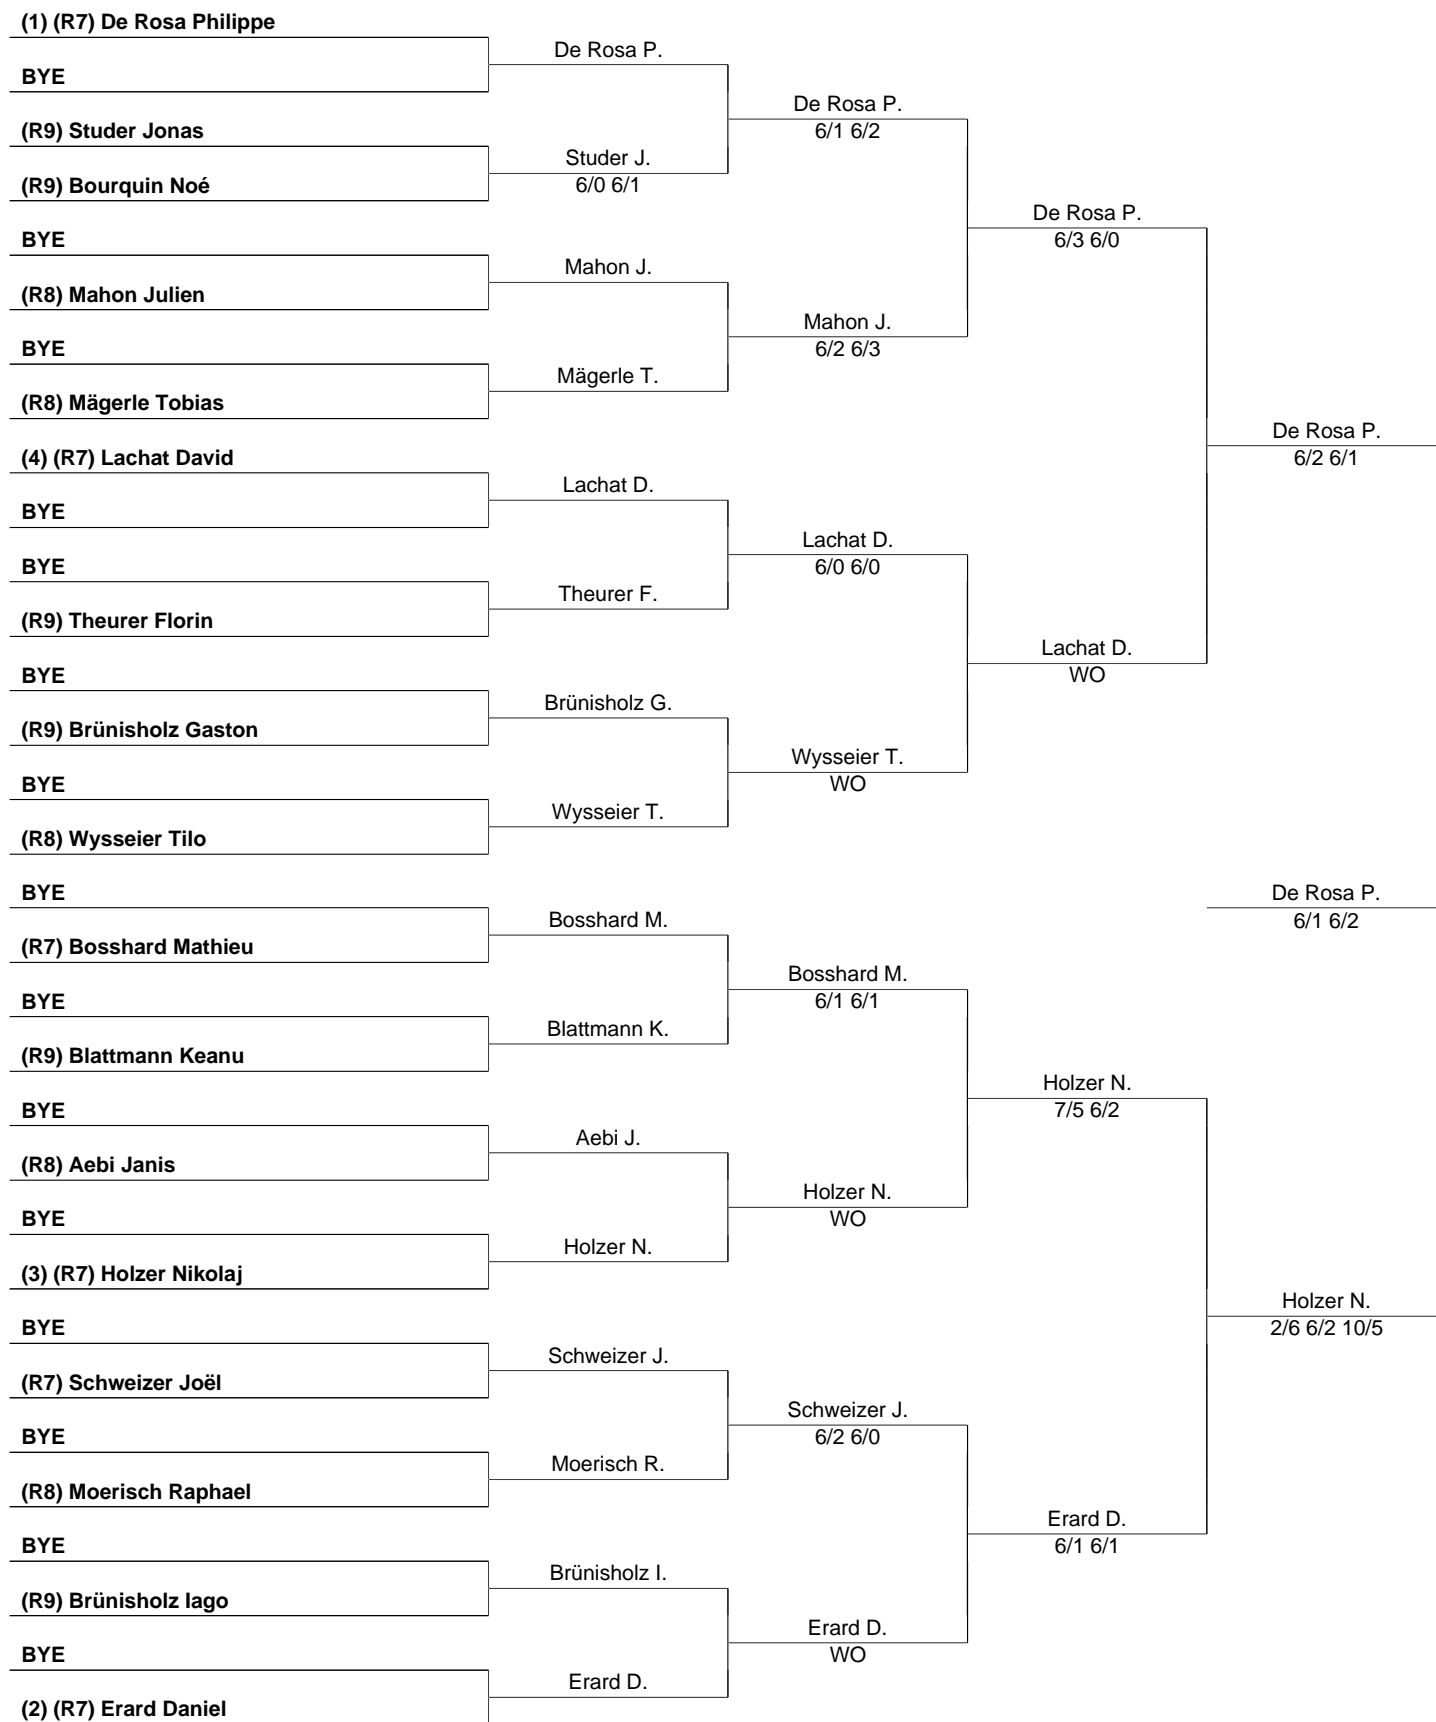 (1) (R7) De Rosa Philippe
BYE
(R9) Studer Jonas
(R9) Bourquin Noé
BYE
(R8) Mahon Julien
BYE
(R8) Mägerle Tobias
(4) (R7) Lachat David
BYE
BYE
(R9) Theurer Florin
BYE
(R9) Brünisholz Gaston
BYE
(R8) Wysseier Tilo
BYE
(R7) Bosshard Mathieu
BYE
(R9) Blattmann Keanu
BYE
(R8) Aebi Janis
BYE
(3) (R7) Holzer Nikolaj
BYE
(R7) Schweizer Joël
BYE
(R8) Moerisch Raphael
BYE
(R9) Brünisholz Iago
BYE
(2) (R7) Erard Daniel
De Rosa P.
Studer J.
6/0 6/1
Mahon J.
Mägerle T.
Lachat D.
Theurer F.
Brünisholz G.
Wysseier T.
Bosshard M.
Blattmann K.
Aebi J.
Holzer N.
Schweizer J.
Moerisch R.
Brünisholz I.
Erard D.
De Rosa P.
6/1 6/2
Mahon J.
6/2 6/3
Lachat D.
6/0 6/0
Wysseier T.
WO
Bosshard M.
6/1 6/1
Holzer N.
WO
Schweizer J.
6/2 6/0
Erard D.
WO
De Rosa P.
6/3 6/0
Lachat D.
WO
Holzer N.
7/5 6/2
Erard D.
6/1 6/1
De Rosa P.
6/2 6/1
De Rosa P.
6/1 6/2
Holzer N.
2/6 6/2 10/5